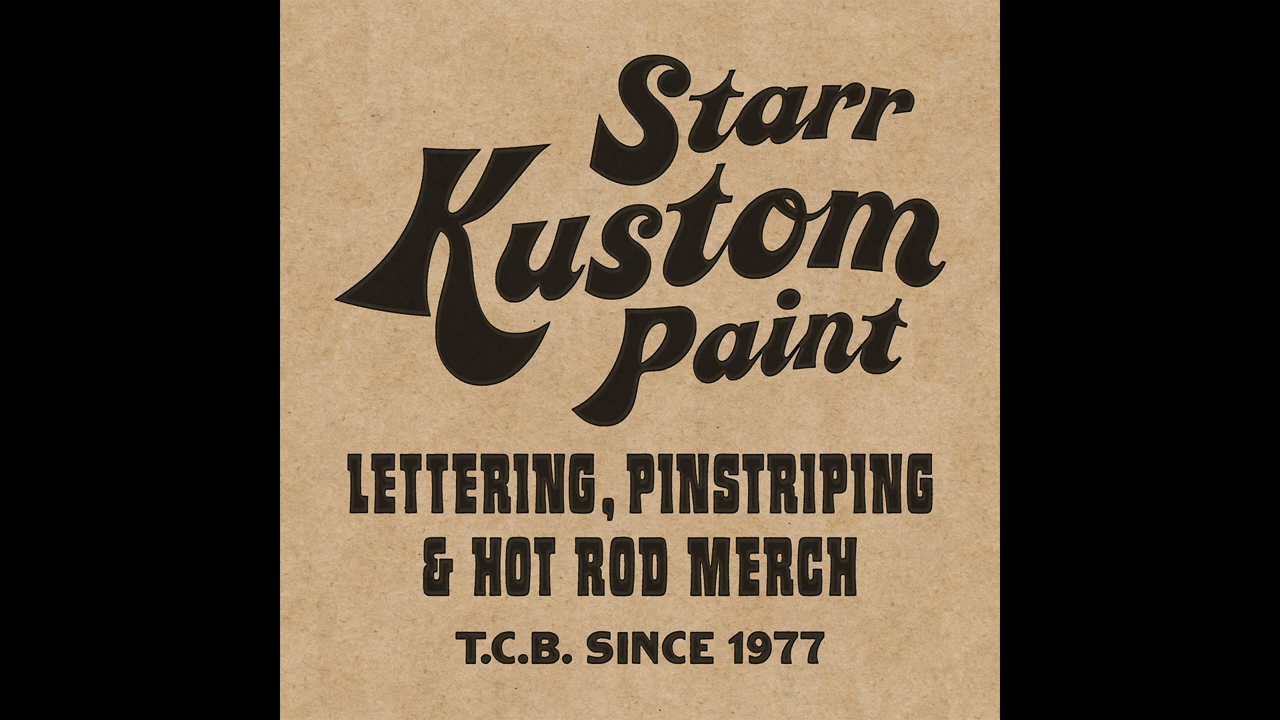 Starr
Kustom
Paint
LETTERING, PINSTRIPING
& HOT ROD MERCH
T.C.B. SINCE 1977